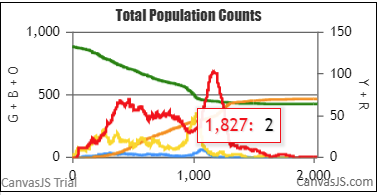 Total Population Counts
1,000
500
0
G + B + O
150
100
50
0
Y + R
1,827: 2
0
1,000
2,000
CanvasJS Trial
CanvasJS.com